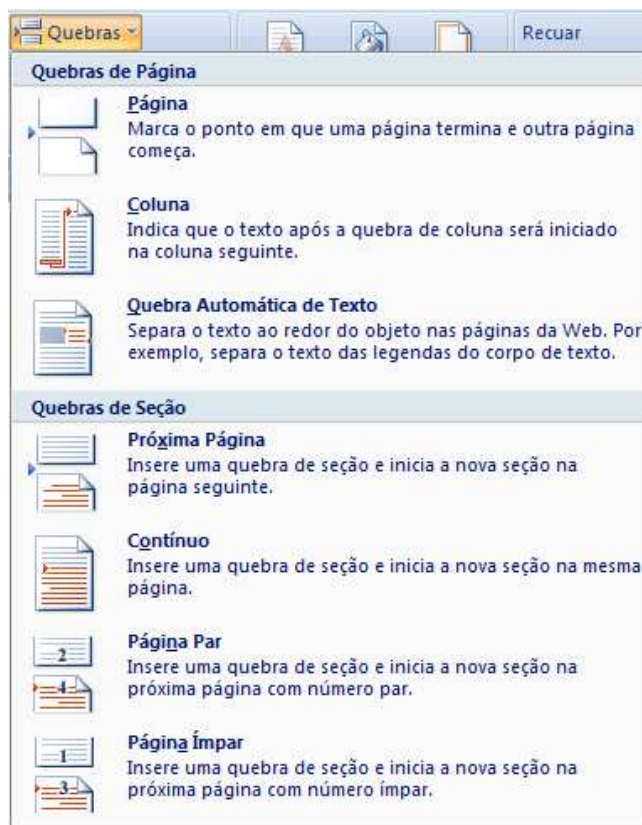 Quebras
Recuar
Quebras de Página
Página
Marca o ponto em que uma página termina e outra página
começa.
Coluna
Indica que o texto após a quebra de coluna será iniciado
na coluna seguinte.
Quebra Automática de Texto
Separa o texto ao redor do objeto nas páginas da Web. Por
exemplo, separa o texto das legendas do corpo de texto.
Quebras de Seção
Próxima Página
Insere uma quebra de seção e inicia a nova seção na
página seguinte.
Contínuo
Insere uma quebra de seção e inicia a nova seção na mesma
página.
Página Par
2
Insere uma quebra de seção e inicia a nova seção na
4
próxima página com número par.
Página Ímpar
1
Insere uma quebra de seção e inicia a nova seção na
3
próxima página com número ímpar.